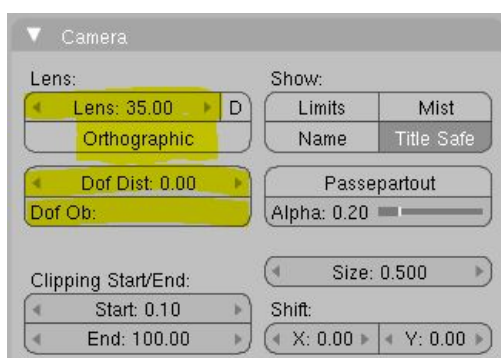 Camera
Lens:
Lens: 35.00 D
Orthographic
Dof Dist: 0.00
Dof Ob:
Clipping Start/End:
Start: 0.10
End: 100.00
Show:
Limits Mist
Name Title Safe
Passepartout
Alpha: 0.20
Size: 0.500
Shift:
X: 0.00 Y: 0.00